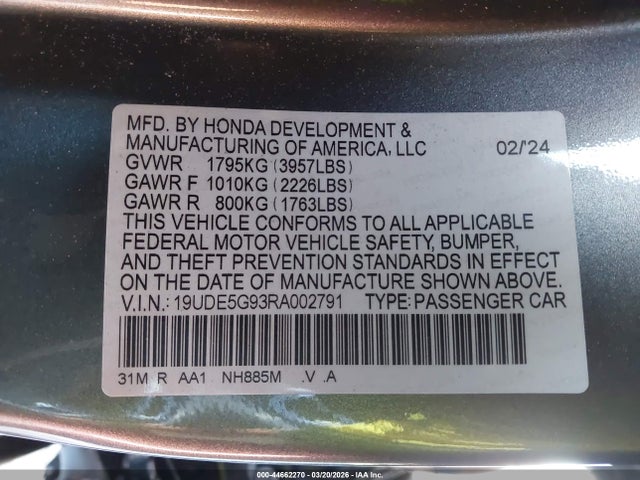 MFD. BY HONDA DEVELOPMENT &
MANUFACTURING OF AMERICA, LLC 02/'24
GVWR 1795KG (3957LBS)
GAWR F 1010KG (2226LBS)
GAWR R 800KG (1763LBS)
THIS VEHICLE CONFORMS TO ALL APPLICABLE
FEDERAL MOTOR VEHICLE SAFETY, BUMPER,
AND THEFT PREVENTION STANDARDS IN EFFECT
ON THE DATE OF MANUFACTURE SHOWN ABOVE.
V.I.N.: 19UDE5G93RA002791 TYPE: PASSENGER CAR
31M R AA1 NH885M .V .A
000-44662270 - 03/20/2026 - IAA Inc.